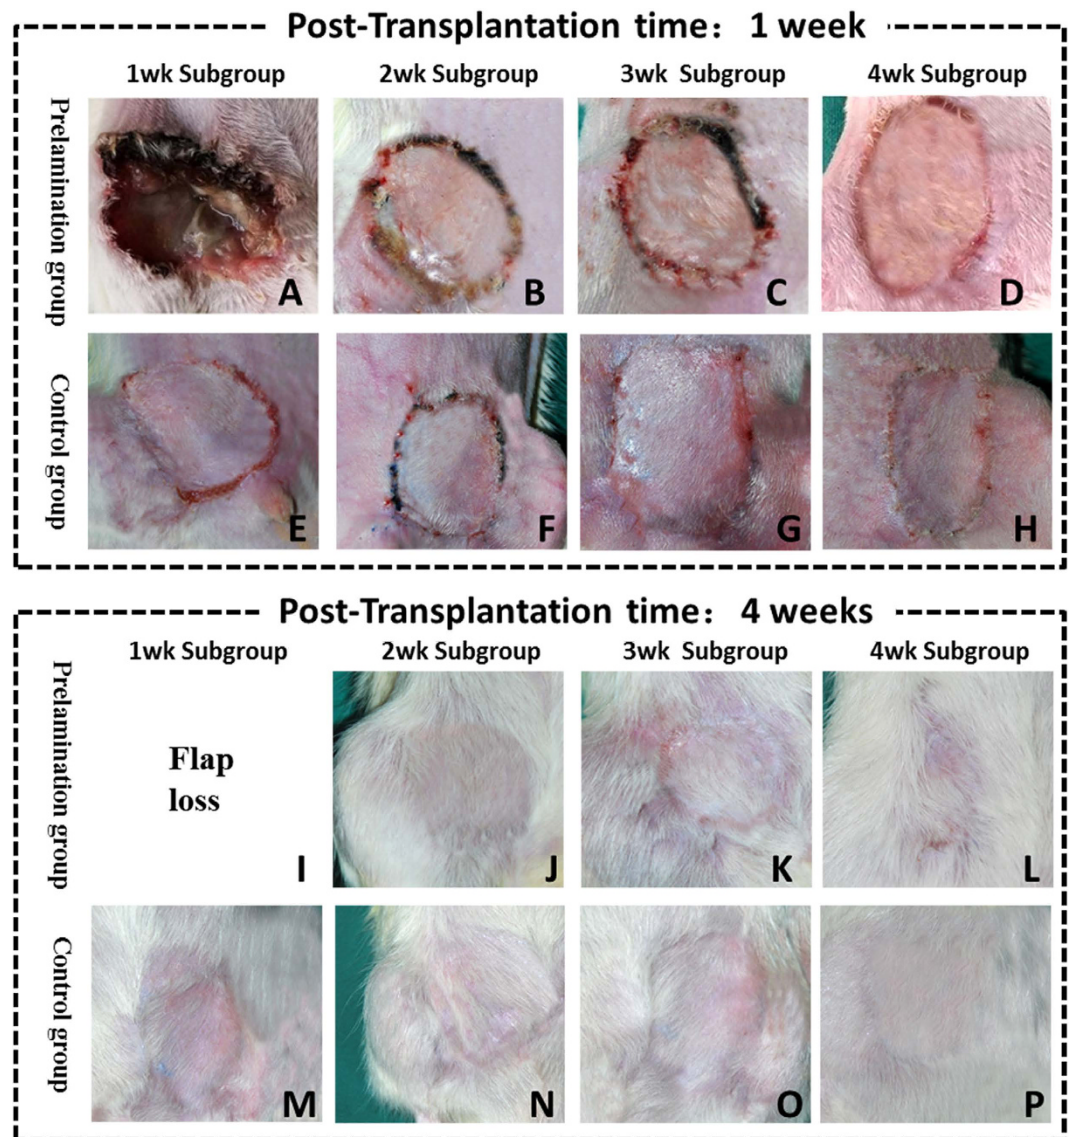 Post-Transplantation time: 1 week
1wk Subgroup
2wk Subgroup
3wk Subgroup
4wk Subgroup
Prelamination group
A
B
C
D
Control group
E
F
G
H
Post-Transplantation time: 4 weeks
1wk Subgroup
2wk Subgroup
3wk Subgroup
4wk Subgroup
Prelamination group
Flap
loss
I
J
K
L
Control group
M
N
O
P